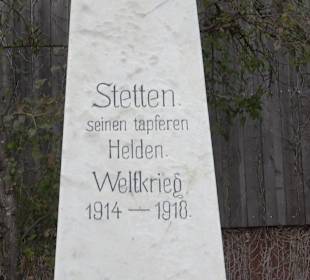 Stetten.
seinen tapferen
Helden.
Weltkrieg
1914 — 1918.